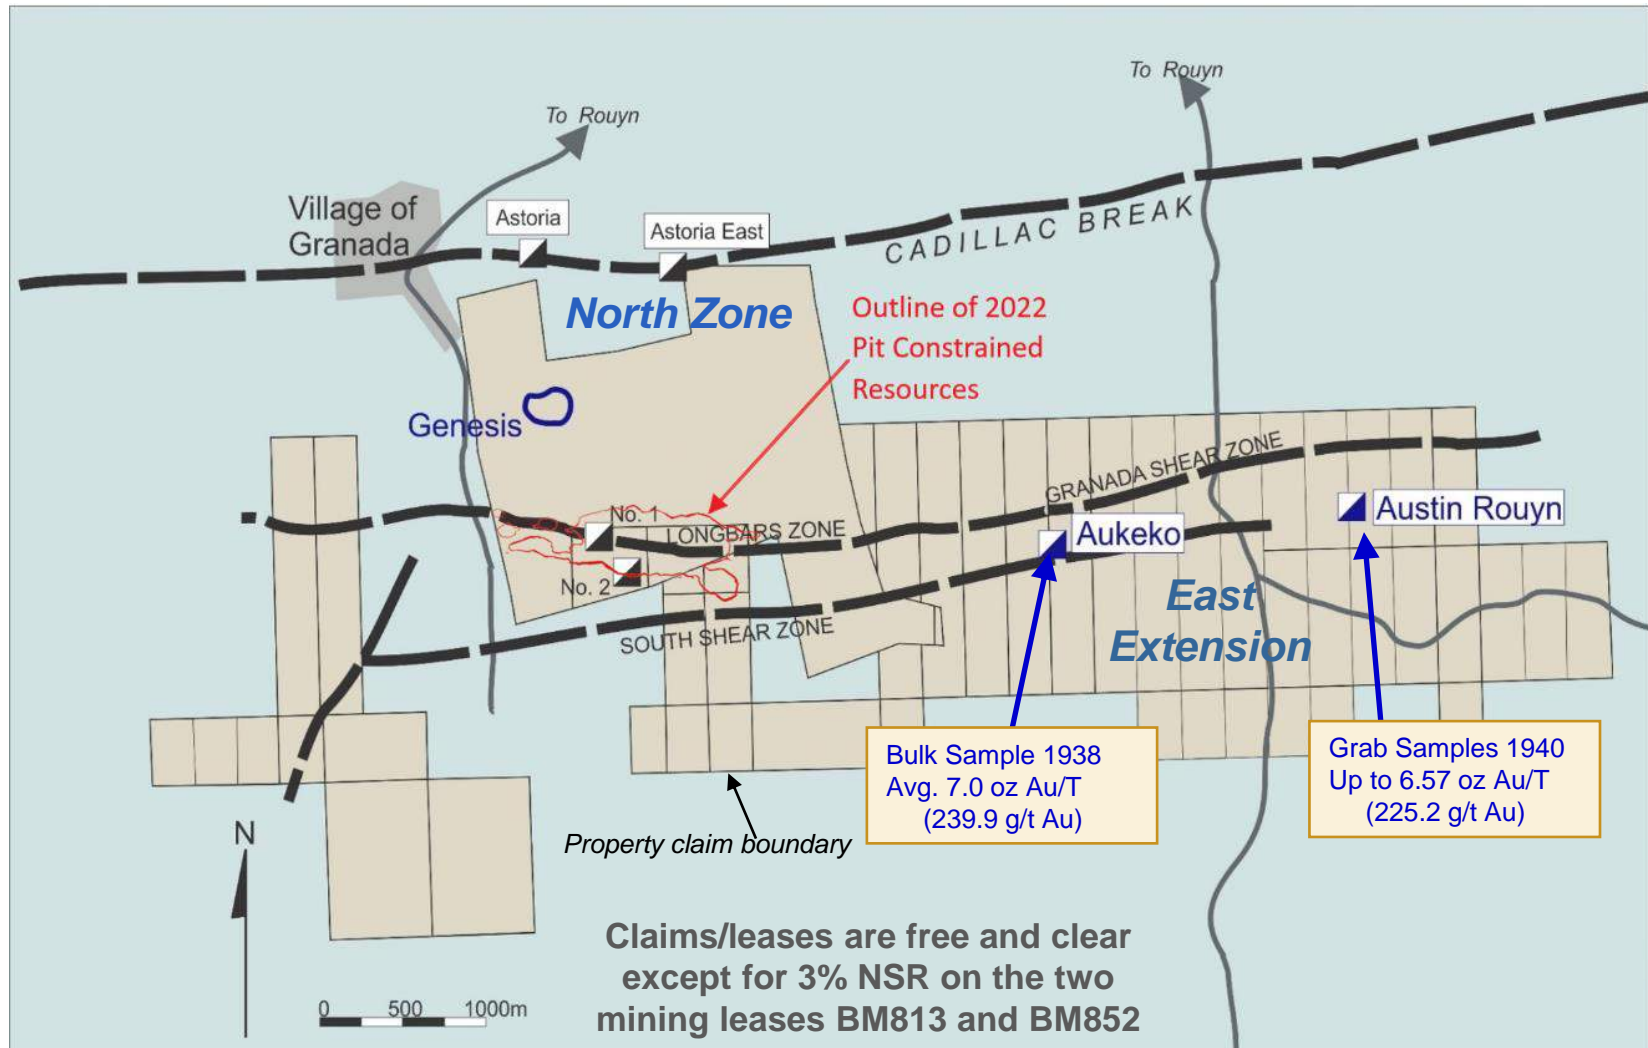 To Rouyn
To Rouyn
Village of
Granada
Astoria
Astoria East
CADILLAC BREAK
North Zone
Outline of 2022
Pit Constrained
Resources
Genesis
GRANADA SHEAR ZONE
No. 1
LONGBARS ZONE
Austin Rouyn
Aukeko
No. 2
East
Extension
SOUTH SHEAR ZONE
Bulk Sample 1938
Avg. 7.0 oz Au/T
(239.9 g/t Au)
Grab Samples 1940
Up to 6.57 oz Au/T
(225.2 g/t Au)
N
Property claim boundary
Claims/leases are free and clear
except for 3% NSR on the two
mining leases BM813 and BM852
0 500 1000m